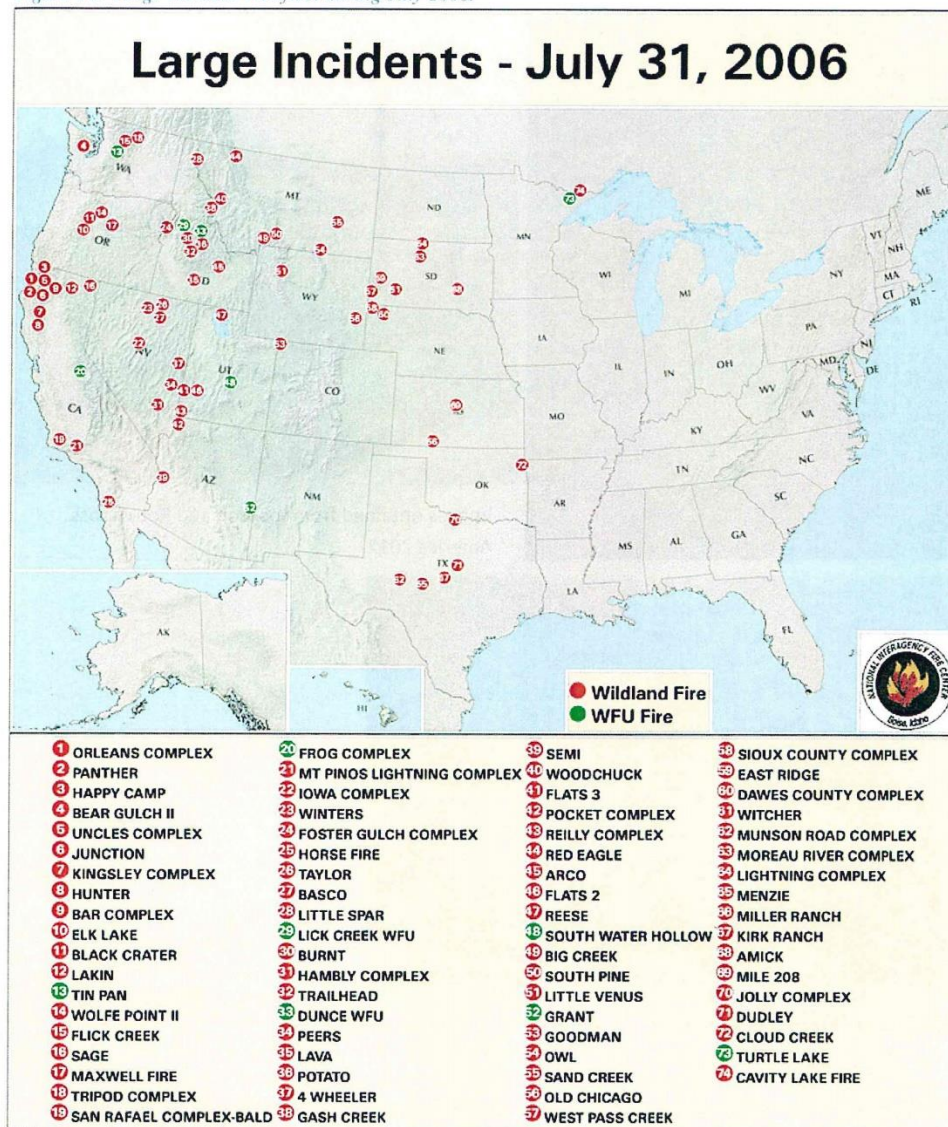 Large Incidents - July 31, 2006
WA
OR
CA
NV
ID
MT
WY
UT
CO
AZ
NM
ND
SD
NE
OK
TX
MN
IA
MO
AR
LA
WI
IL
MI
IN
OH
KY
TN
MS
AL
GA
FL
SC
NC
VA
WV
PA
NY
VT
NH
ME
MA
CT
RI
NJ
DE
MD
AK
HI
Wildland Fire
WFU Fire
NATIONAL INTERAGENCY FIRE CENTER
Boise, Idaho
1 ORLEANS COMPLEX
2 PANTHER
3 HAPPY CAMP
4 BEAR GULCH II
5 UNCLES COMPLEX
6 JUNCTION
7 KINGSLEY COMPLEX
8 HUNTER
9 BAR COMPLEX
10 ELK LAKE
11 BLACK CRATER
12 LAKIN
13 TIN PAN
14 WOLFE POINT II
15 FLICK CREEK
16 SAGE
17 MAXWELL FIRE
18 TRIPOD COMPLEX
19 SAN RAFAEL COMPLEX-BALD
20 FROG COMPLEX
21 MT PINOS LIGHTNING COMPLEX
22 IOWA COMPLEX
23 WINTERS
24 FOSTER GULCH COMPLEX
25 HORSE FIRE
26 TAYLOR
27 BASCO
28 LITTLE SPAR
29 LICK CREEK WFU
30 BURNT
31 HAMBLY COMPLEX
32 TRAILHEAD
33 DUNCE WFU
34 PEERS
35 LAVA
36 POTATO
37 4 WHEELER
38 GASH CREEK
39 SEMI
40 WOODCHUCK
41 FLATS 3
42 POCKET COMPLEX
43 REILLY COMPLEX
44 RED EAGLE
45 ARCO
46 FLATS 2
47 REESE
48 SOUTH WATER HOLLOW
49 BIG CREEK
50 SOUTH PINE
51 LITTLE VENUS
52 GRANT
53 GOODMAN
54 OWL
55 SAND CREEK
56 OLD CHICAGO
57 WEST PASS CREEK
58 SIOUX COUNTY COMPLEX
59 EAST RIDGE
60 DAWES COUNTY COMPLEX
61 WITCHER
62 MUNSON ROAD COMPLEX
63 MOREAU RIVER COMPLEX
64 LIGHTNING COMPLEX
65 MENZIE
66 MILLER RANCH
67 KIRK RANCH
68 AMICK
69 MILE 208
70 JOLLY COMPLEX
71 DUDLEY
72 CLOUD CREEK
73 TURTLE LAKE
74 CAVITY LAKE FIRE